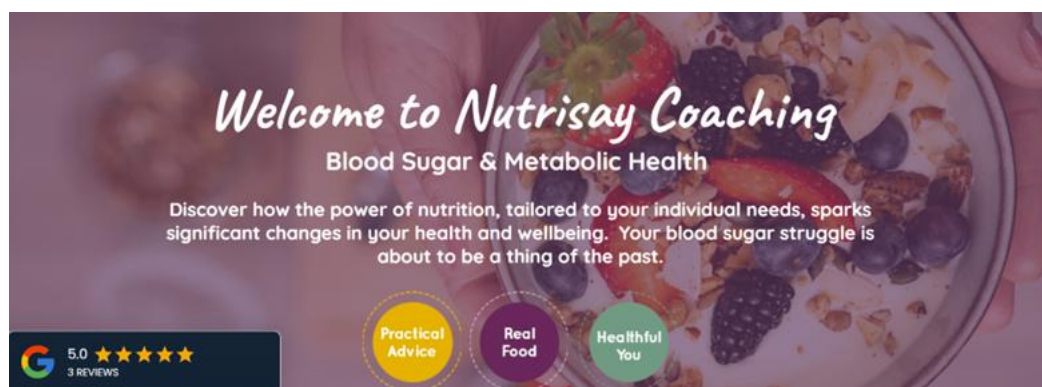 Welcome to Nutrisay Coaching
Blood Sugar & Metabolic Health
Discover how the power of nutrition, tailored to your individual needs, sparks
significant changes in your health and wellbeing.  Your blood sugar struggle is
about to be a thing of the past.
Practical
Advice
Real
Food
Healthful
You
5.0
3 REVIEWS